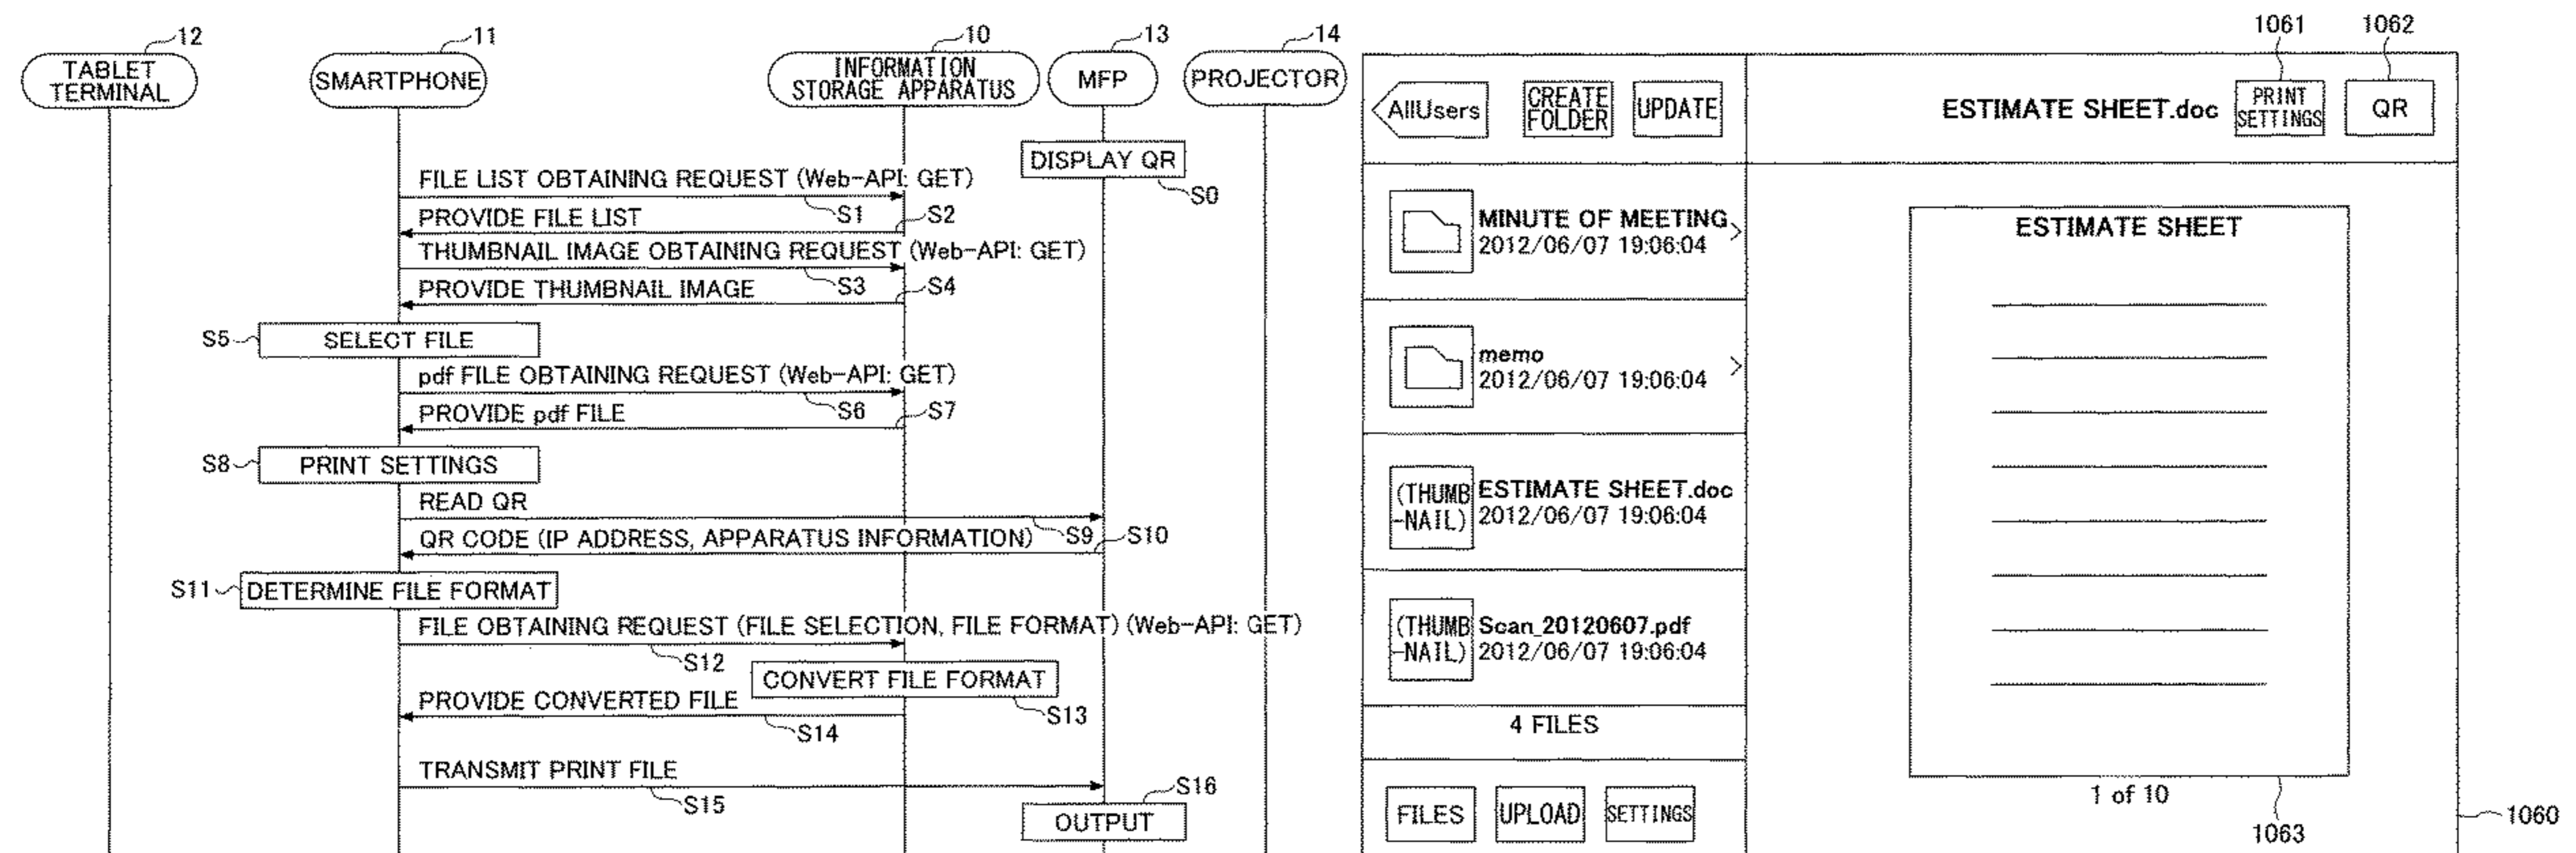 12
TABLET
TERMINAL
11
SMARTPHONE
10
INFORMATION
STORAGE APPARATUS
13
MFP
14
PROJECTOR
DISPLAY QR
S0
FILE LIST OBTAINING REQUEST (Web-API: GET)
S1
S2
PROVIDE FILE LIST
THUMBNAIL IMAGE OBTAINING REQUEST (Web-API: GET)
S3
S4
PROVIDE THUMBNAIL IMAGE
S5
SELECT FILE
pdf FILE OBTAINING REQUEST (Web-API: GET)
S6
S7
PROVIDE pdf FILE
S8
PRINT SETTINGS
READ QR
S9
QR CODE (IP ADDRESS, APPARATUS INFORMATION)
S10
S11
DETERMINE FILE FORMAT
FILE OBTAINING REQUEST (FILE SELECTION, FILE FORMAT) (Web-API: GET)
S12
CONVERT FILE FORMAT
S13
PROVIDE CONVERTED FILE
S14
TRANSMIT PRINT FILE
S15
S16
OUTPUT
1061
1062
AllUsers
CREATE
FOLDER
UPDATE
ESTIMATE SHEET.doc
PRINT
SETTINGS
QR
MINUTE OF MEETING
2012/06/07 19:06:04
memo
2012/06/07 19:06:04
(THUMB
-NAIL)
ESTIMATE SHEET.doc
2012/06/07 19:06:04
(THUMB
-NAIL)
Scan_20120607.pdf
2012/06/07 19:06:04
4 FILES
FILES
UPLOAD
SETTINGS
ESTIMATE SHEET
1 of 10
1063
1060